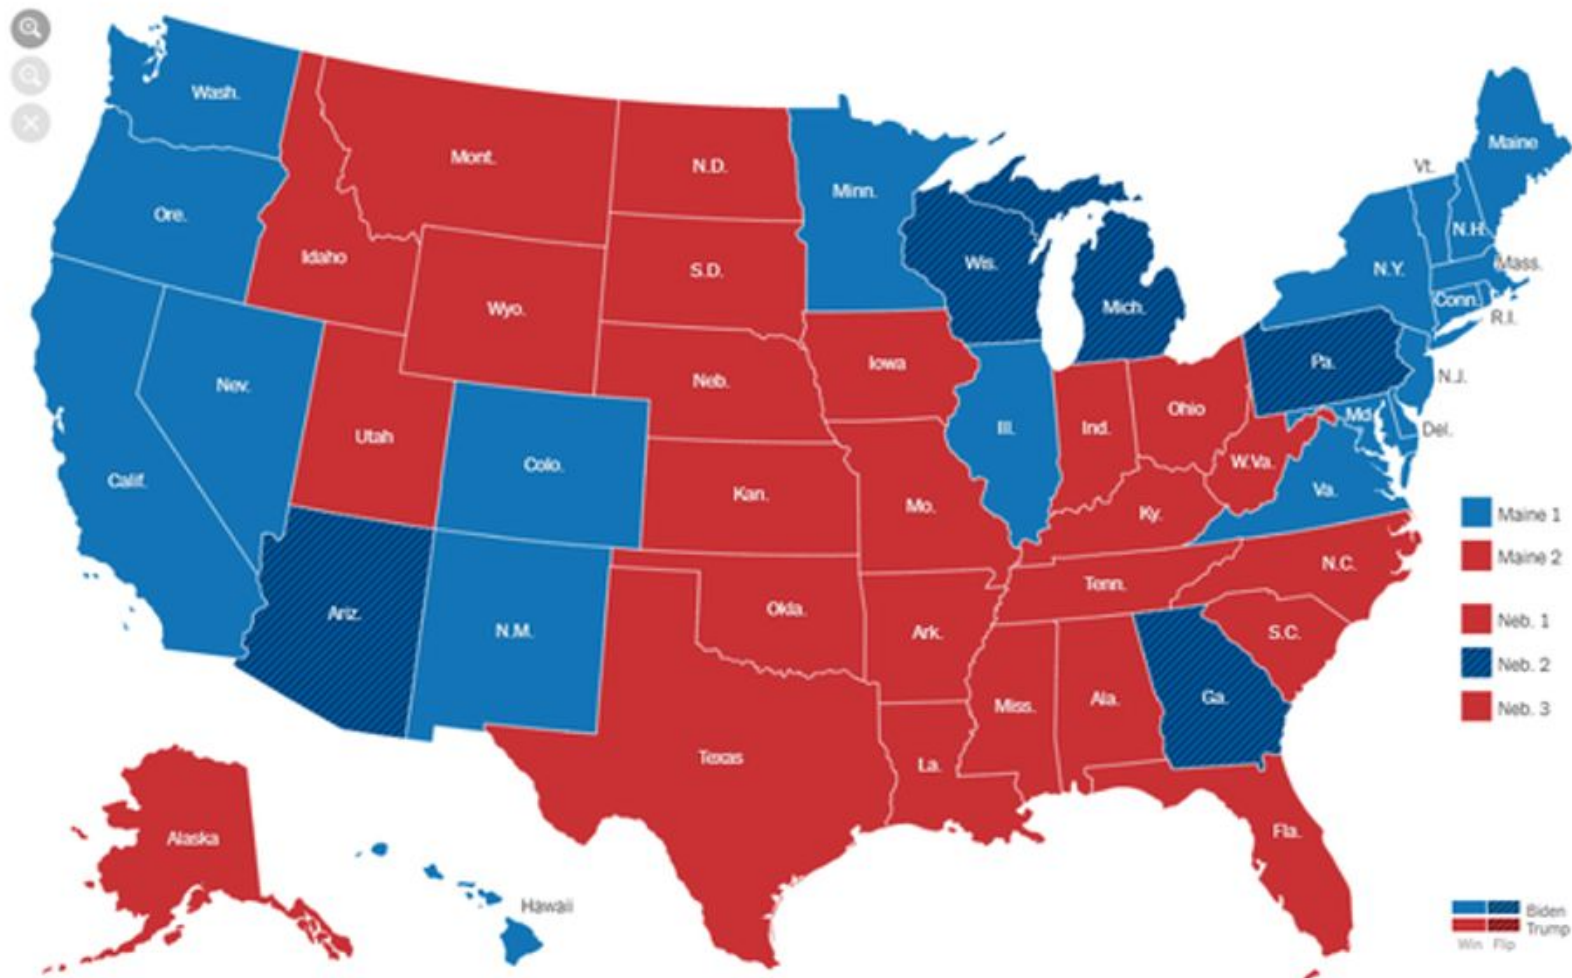 Wash.
Maine
Vt.
Mont.
N.D.
Minn.
Ore.
N.H.
Idaho
S.D.
Wis.
N.Y.
Mass.
Wyo.
Mich.
Conn.
R.I.
Nev.
Neb.
Iowa
Pa.
N.J.
Utah
Colo.
Ill.
Ind.
Ohio
Md.
Del.
Calif.
Kan.
Mo.
Ky.
W.Va.
Va.
Maine 1
Maine 2
Ariz.
N.M.
Okla.
Ark.
Tenn.
N.C.
S.C.
Neb. 1
Neb. 2
Neb. 3
Texas
La.
Miss.
Ala.
Ga.
Fla.
Alaska
Hawaii
Biden
Trump
Win Flip